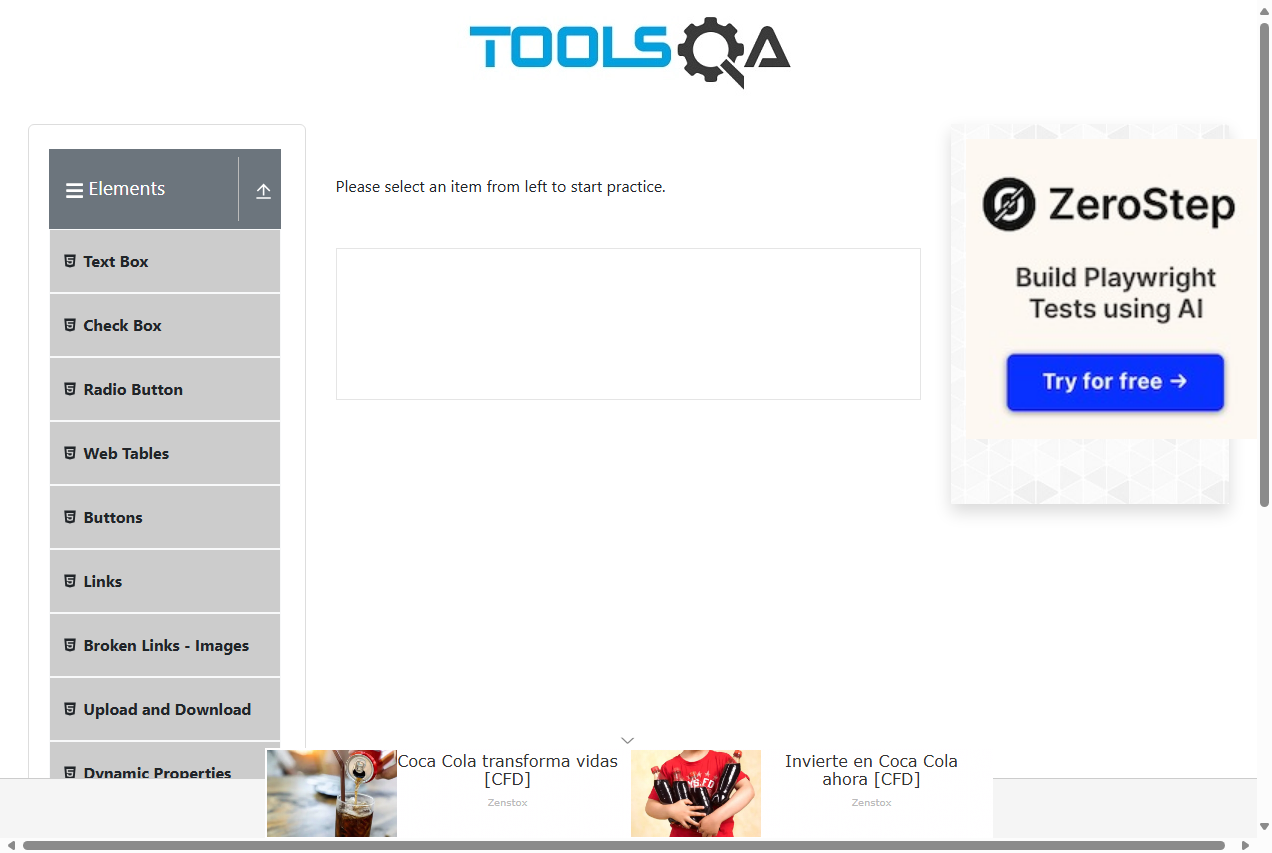 TOOLSQA
Elements
Please select an item from left to start practice.
Text Box
Check Box
Radio Button
Web Tables
Buttons
Links
Broken Links - Images
Upload and Download
Dynamic Properties
ZeroStep
Build Playwright
Tests using AI
Try for free →
Coca Cola transforma vidas
[CFD]
Zenstox
Invierte en Coca Cola
ahora [CFD]
Zenstox